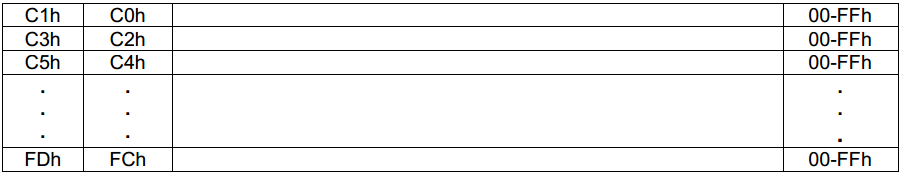 C1h C0h 00-FFh
C3h C2h 00-FFh
C5h C4h 00-FFh
. . .
. . .
. . .
FDh FCh 00-FFh